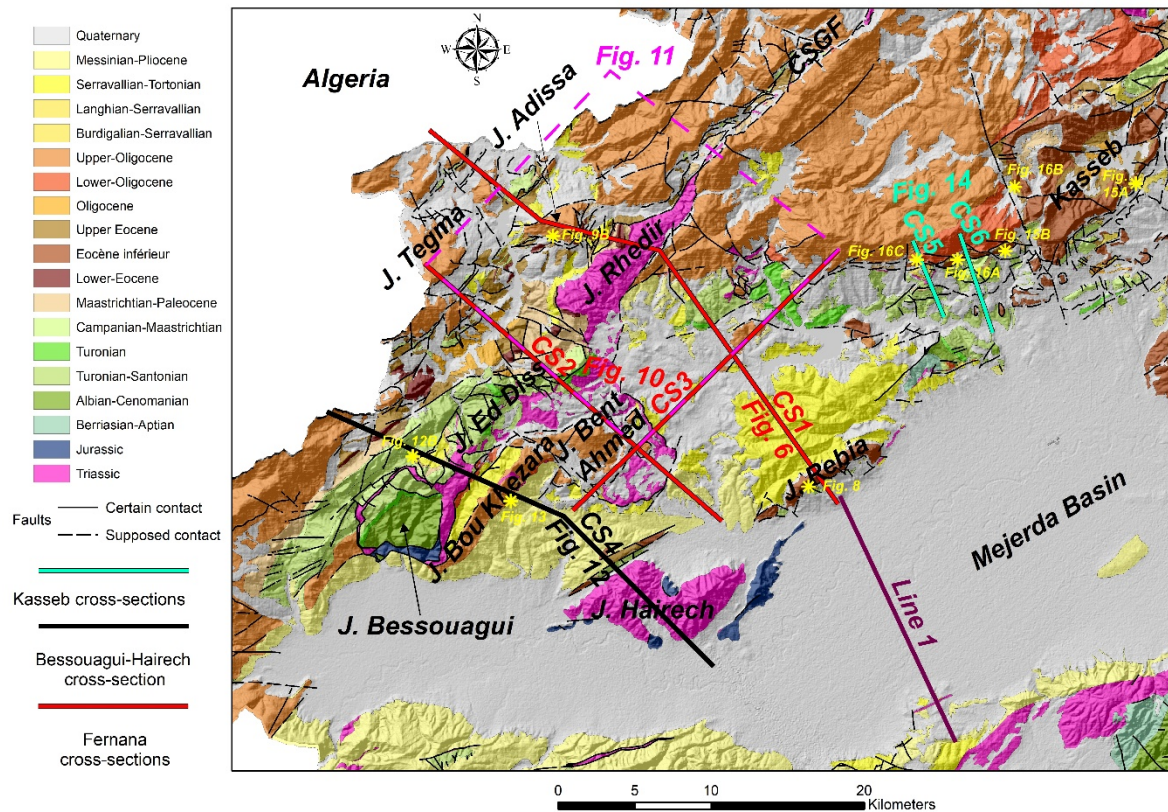 Quaternary
Messinian-Pliocene
Serravallian-Tortonian
Langhian-Serravallian
Burdigalian-Serravallian
Upper-Oligocene
Lower-Oligocene
Oligocene
Upper Eocene
Eocène inférieur
Lower-Eocene
Maastrichtian-Paleocene
Campanian-Maastrichtian
Turonian
Turonian-Santonian
Albian-Cenomanian
Berriasian-Aptian
Jurassic
Triassic
Faults
Certain contact
Supposed contact
Kasseb cross-sections
Bessouagui-Hairech
cross-section
Fernana
cross-sections
N
W
E
S
Algeria
Fig. 11
CSGF
J. Adissa
J. Tegma
Fig. 9B
J. Rhedir
Fig. 16C
Fig. 14
CS5
CS6
Fig. 16B
Kasseb
Fig.
15A
Fig. 15B
Fig. 16A
CS2
Fig. 10
CS3
CS1
Fig. 6
J. Ed Diss
J. Bent
Ahmed
J. Bou Khezara
J. Rebia
Fig. 8
CS4
Fig. 12
J. Bessouagui
J. Hairech
Line 1
Mejerda Basin
0
5
10
20
Kilometers